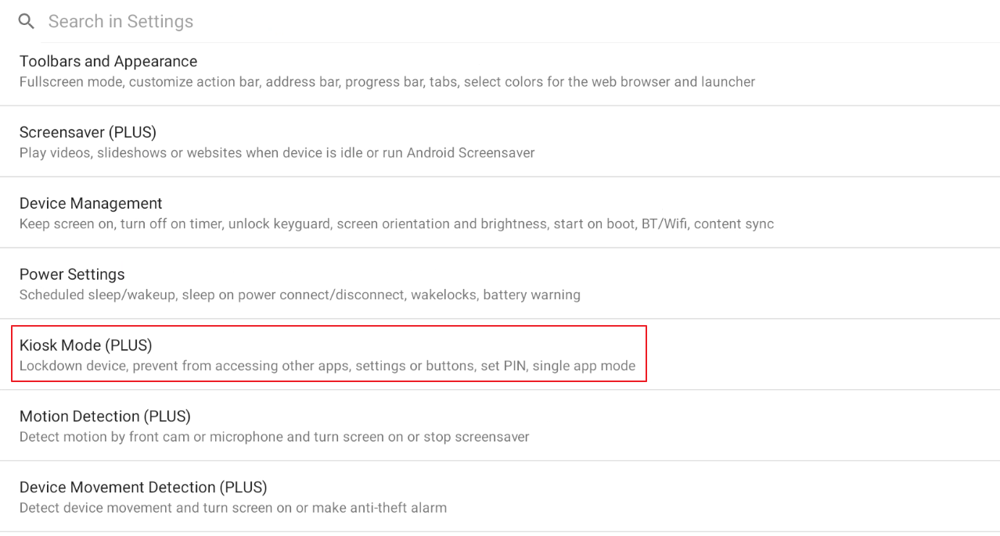 Search in Settings
Toolbars and Appearance
Fullscreen mode, customize action bar, address bar, progress bar, tabs, select colors for the web browser and launcher
Screensaver (PLUS)
Play videos, slideshows or websites when device is idle or run Android Screensaver
Device Management
Keep screen on, turn off on timer, unlock keyguard, screen orientation and brightness, start on boot, BT/Wifi, content sync
Power Settings
Scheduled sleep/wakeup, sleep on power connect/disconnect, wakelocks, battery warning
Kiosk Mode (PLUS)
Lockdown device, prevent from accessing other apps, settings or buttons, set PIN, single app mode
Motion Detection (PLUS)
Detect motion by front cam or microphone and turn screen on or stop screensaver
Device Movement Detection (PLUS)
Detect device movement and turn screen on or make anti-theft alarm